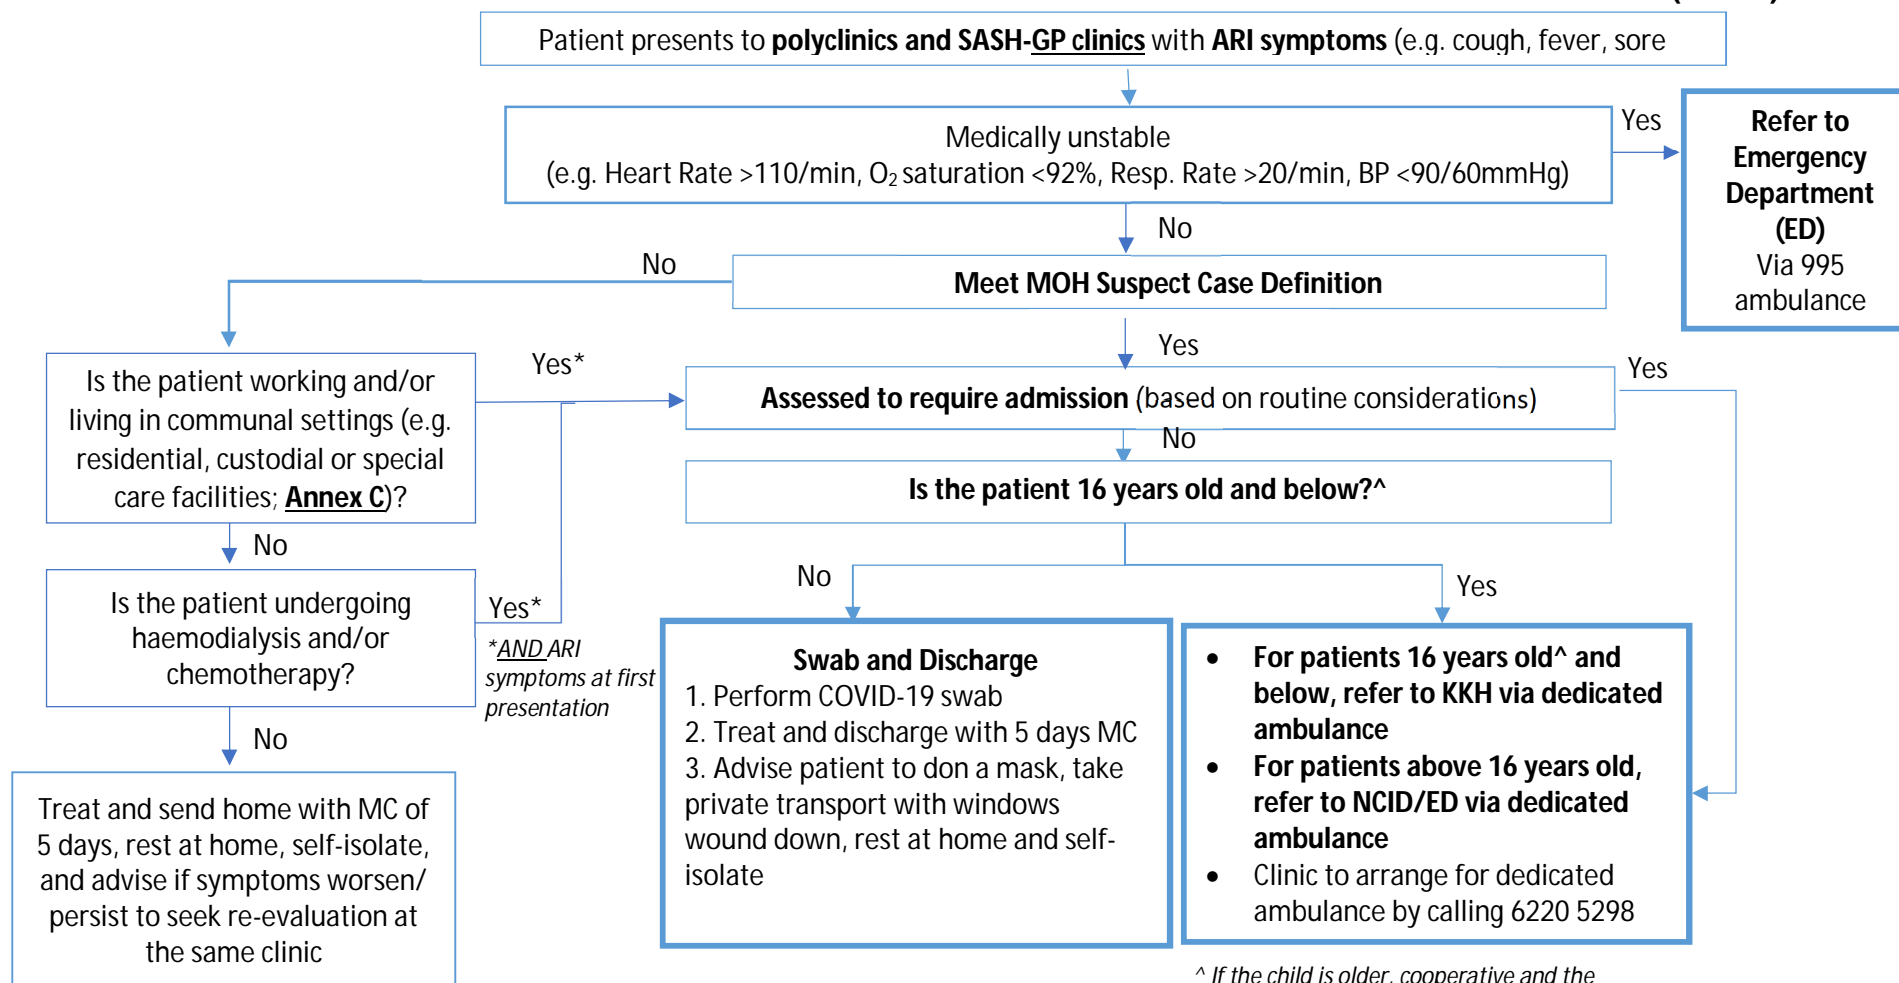 Patient presents to polyclinics and SASH-GP clinics with ARI symptoms (e.g. cough, fever, sore
Medically unstable
(e.g. Heart Rate >110/min, O2 saturation <92%, Resp. Rate >20/min, BP <90/60mmHg)
Yes
Refer to
Emergency
Department
(ED)
Via 995
ambulance
No
No
Meet MOH Suspect Case Definition
Yes
Is the patient working and/or
living in communal settings (e.g.
residential, custodial or special
care facilities; Annex C)?
Yes*
Assessed to require admission (based on routine considerations)
Yes
No
Is the patient 16 years old and below?^
No
Is the patient undergoing
haemodialysis and/or
chemotherapy?
Yes*
*AND ARI
symptoms at first
presentation
No
Yes
No
Treat and send home with MC of
5 days, rest at home, self-isolate,
and advise if symptoms worsen/
persist to seek re-evaluation at
the same clinic
Swab and Discharge
1. Perform COVID-19 swab
2. Treat and discharge with 5 days MC
3. Advise patient to don a mask, take
private transport with windows
wound down, rest at home and self-
isolate
• For patients 16 years old^ and
below, refer to KKH via dedicated
ambulance
• For patients above 16 years old,
refer to NCID/ED via dedicated
ambulance
• Clinic to arrange for dedicated
ambulance by calling 6220 5298
^ If the child is older, cooperative and the